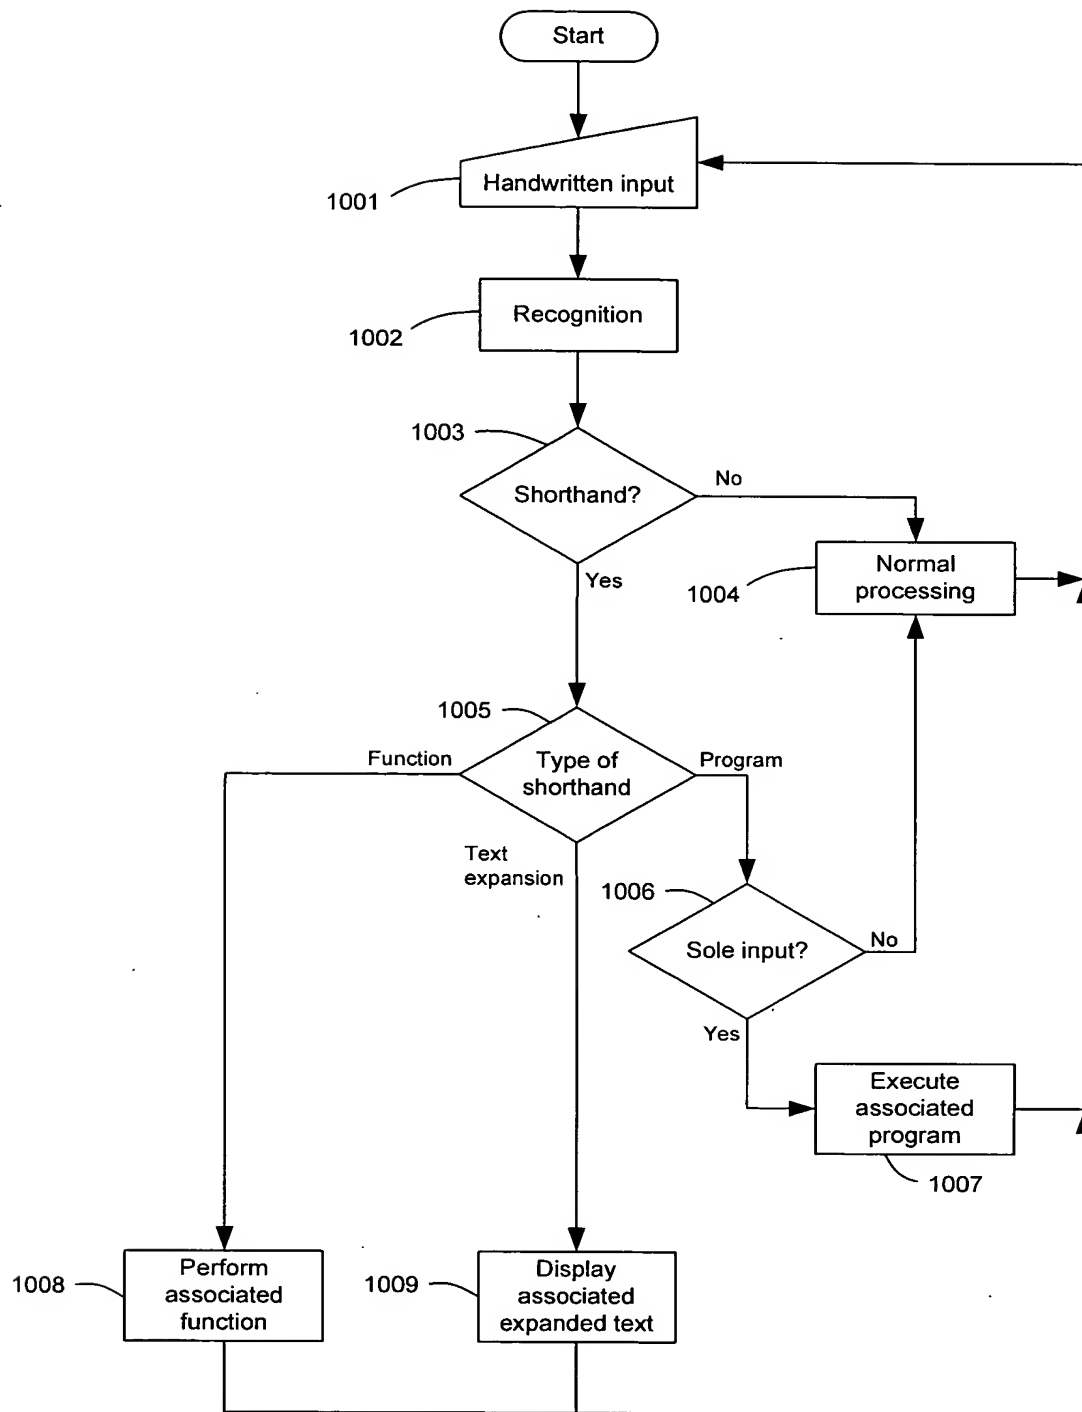 Start
Handwritten input
1001
Recognition
1002
1003
Shorthand?
No
Yes
Normal
processing
1004
1005
Function
Type of
shorthand
Program
Text
expansion
1006
Sole input?
No
Yes
Execute
associated
program
1007
1008
Perform
associated
function
1009
Display
associated
expanded text